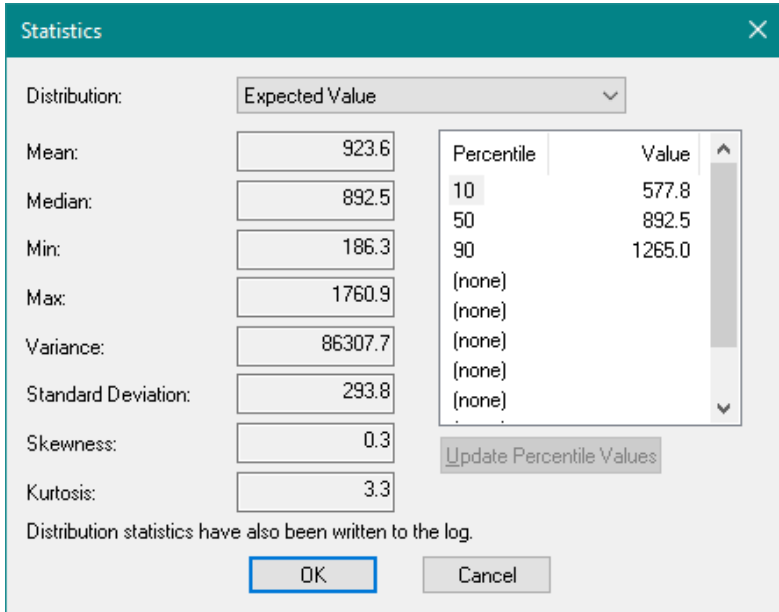 Statistics
Distribution: Expected Value
Mean: 923.6
Median: 892.5
Min: 186.3
Max: 1760.9
Variance: 86307.7
Standard Deviation: 293.8
Skewness: 0.3
Kurtosis: 3.3
Percentile Value
10 577.8
50 892.5
90 1265.0
(none)
(none)
(none)
(none)
(none)
Update Percentile Values
Distribution statistics have also been written to the log.
OK Cancel